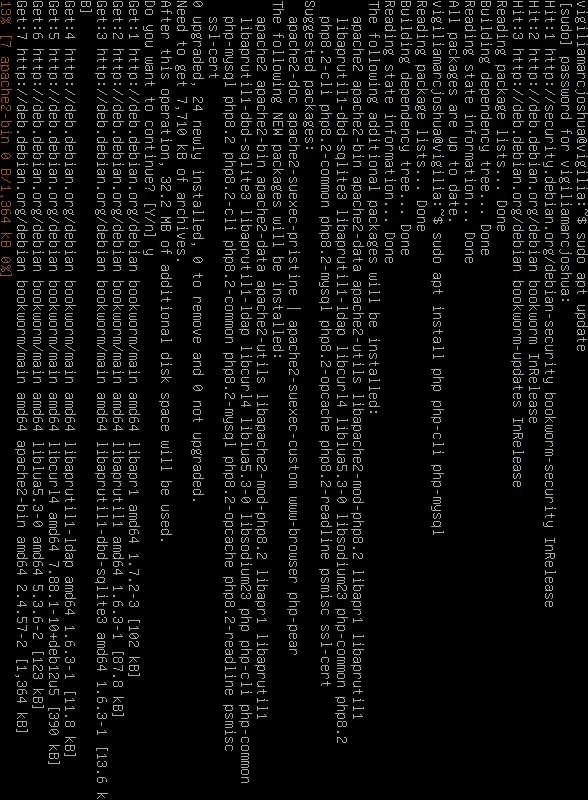 vigiliamarcjoshua@vigilia:~$ sudo apt update
[sudo] password for vigiliamarcjoshua:
Hit:1 http://security.debian.org/debian-security bookworm-security InRelease
Hit:2 http://deb.debian.org/debian bookworm InRelease
Hit:3 http://deb.debian.org/debian bookworm-updates InRelease
Reading package lists... Done
Building dependency tree... Done
Reading state information... Done
All packages are up to date.
vigiliamarcjoshua@vigilia:~$ sudo apt install php php-cli php-mysql
Reading package lists... Done
Building dependency tree... Done
Reading state information... Done
The following additional packages will be installed:
  apache2 apache2-bin apache2-data apache2-utils libapache2-mod-php8.2 libapr1 libaprutil1
  libaprutil1-dbd-sqlite3 libaprutil1-ldap libcurl4 liblua5.3-0 libsodium23 php-common php8.2
  php8.2-cli php8.2-common php8.2-mysql php8.2-opcache php8.2-readline psmisc ssl-cert
Suggested packages:
  apache2-doc apache2-suexec-pristine | apache2-suexec-custom www-browser php-pear
The following NEW packages will be installed:
  apache2 apache2-bin apache2-data apache2-utils libapache2-mod-php8.2 libapr1 libaprutil1
  libaprutil1-dbd-sqlite3 libaprutil1-ldap libcurl4 liblua5.3-0 libsodium23 php php-cli php-common
  php-mysql php8.2 php8.2-cli php8.2-common php8.2-mysql php8.2-opcache php8.2-readline psmisc
  ssl-cert
0 upgraded, 24 newly installed, 0 to remove and 0 not upgraded.
Need to get 7,710 kB of archives.
After this operation, 32.2 MB of additional disk space will be used.
Do you want to continue? [Y/n] y
Get:1 http://deb.debian.org/debian bookworm/main amd64 libapr1 amd64 1.7.2-3 [102 kB]
Get:2 http://deb.debian.org/debian bookworm/main amd64 libaprutil1 amd64 1.6.3-1 [87.8 kB]
Get:3 http://deb.debian.org/debian bookworm/main amd64 libaprutil1-dbd-sqlite3 amd64 1.6.3-1 [13.6 k
B]
Get:4 http://deb.debian.org/debian bookworm/main amd64 libaprutil1-ldap amd64 1.6.3-1 [11.8 kB]
Get:5 http://deb.debian.org/debian bookworm/main amd64 libcurl4 amd64 7.88.1-10+deb12u5 [390 kB]
Get:6 http://deb.debian.org/debian bookworm/main amd64 liblua5.3-0 amd64 5.3.6-2 [123 kB]
Get:7 http://deb.debian.org/debian bookworm/main amd64 apache2-bin amd64 2.4.57-2 [1,364 kB]
13% [7 apache2-bin 0 B/1,364 kB 0%]